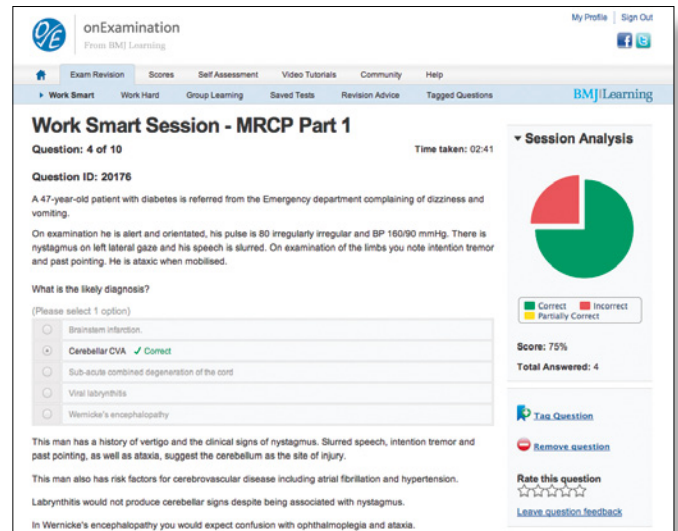 onExamination
From BMJ Learning
My Profile Sign Out
Exam Revision Scores Self Assessment Video Tutorials Community Help
Work Smart Work Hard Group Learning Saved Tests Revision Advice Tagged Questions BMJ Learning
Work Smart Session - MRCP Part 1
Question: 4 of 10 Time taken: 02:41
Question ID: 20176
A 47-year-old patient with diabetes is referred from the Emergency department complaining of dizziness and
vomiting.
On examination he is alert and orientated, his pulse is 80 irregularly irregular and BP 160/90 mmHg. There is
nystagmus on left lateral gaze and his speech is slurred. On examination of the limbs you note intention tremor
and past pointing. He is ataxic when mobilised.
What is the likely diagnosis?
(Please select 1 option)
Brainstem infarction.
Cerebellar CVA ✓ Correct
Sub-acute combined degeneration of the cord
Viral labrynthitis
Wernicke's encephalopathy
This man has a history of vertigo and the clinical signs of nystagmus. Slurred speech, intention tremor and
past pointing, as well as ataxia, suggest the cerebellum as the site of injury.
This man also has risk factors for cerebrovascular disease including atrial fibrillation and hypertension.
Labrynthitis would not produce cerebellar signs despite being associated with nystagmus.
In Wernicke's encephalopathy you would expect confusion with ophthalmoplegia and ataxia.
Session Analysis
Correct Incorrect
Partially Correct
Score: 75%
Total Answered: 4
Tag Question
Remove question
Rate this question
Leave question feedback